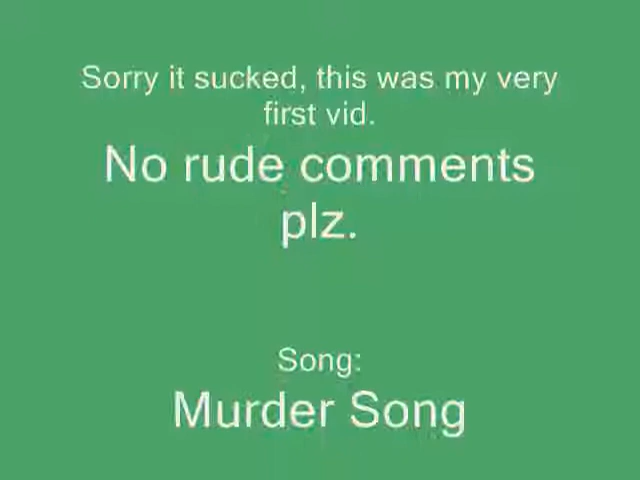 Sorry it sucked, this was my very
first vid.
No rude comments
plz.
Song:
Murder Song